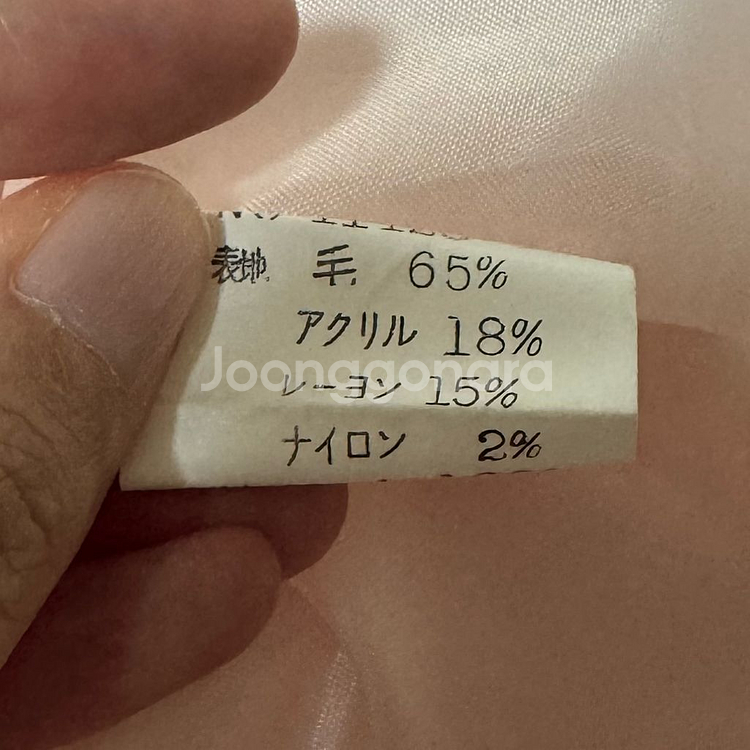 表地 毛 65%
アクリル 18%
レーヨン 15%
ナイロン 2%
Joonggonara